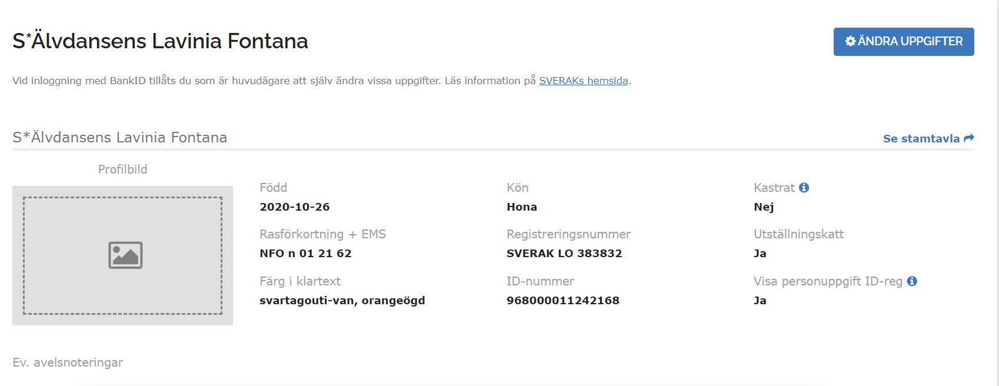 S*Älvdansens Lavinia Fontana
ÄNDRA UPPGIFTER
Vid inloggning med BankID tillåts du som är huvudägare att själv ändra vissa uppgifter. Läs information på SVERAKs hemsida.
S*Älvdansens Lavinia Fontana
Se stamtavla
Profilbild
Född
2020-10-26
Kön
Hona
Kastrat
Nej
Rasförkortning + EMS
NFO n 01 21 62
Registreringsnummer
SVERAK LO 383832
Utställningskatt
Ja
Färg i klartext
svartagouti-van, orangeögd
ID-nummer
968000011242168
Visa personuppgift ID-reg
Ja
Ev. avelsnoteringar